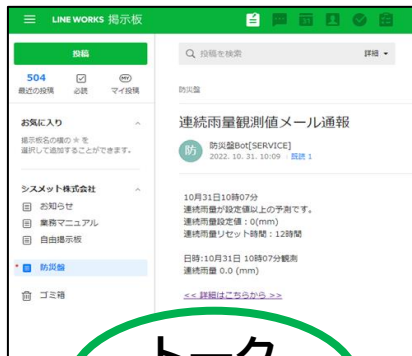 LINE WORKS 掲示板
投稿
504
最近の投稿
必読
MY
マイ投稿
お気に入り
掲示板名の横の☆を
選択して追加することができます。
システム株式会社
お知らせ
業務マニュアル
自由掲示板
* 防災盤
ゴミ箱
投稿を検索
詳細
防災盤
連続雨量観測値メール通報
防
防災盤Bot[SERVICE]
2022. 10. 31. 10:09 · 既読 1
10月31日10時07分
連続雨量が設定値以上の予測です。
連続雨量設定値：0(mm)
連続雨量リセット時間：12時間
日時:10月31日 10時07分観測
連続雨量 0.0 (mm)
<< 詳細はこちらから >>
トーク